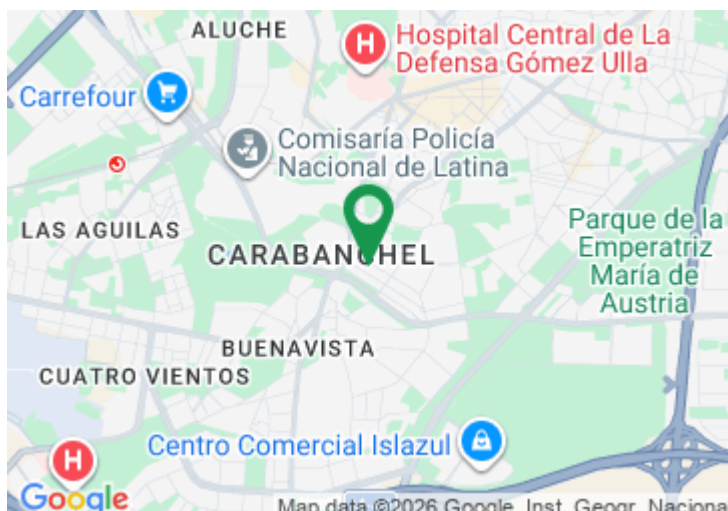 ALUCHE
Hospital Central de La
Defensa Gómez Ulla
Carrefour
Comisaría Policía
Nacional de Latina
LAS AGUILAS
CARABANCHEL
Parque de la
Emperatriz
María de
Austria
BUENAVISTA
CUATRO VIENTOS
Centro Comercial Islazul
H
H
Google
Map data ©2026 Google, Inst. Geogr. Naciona